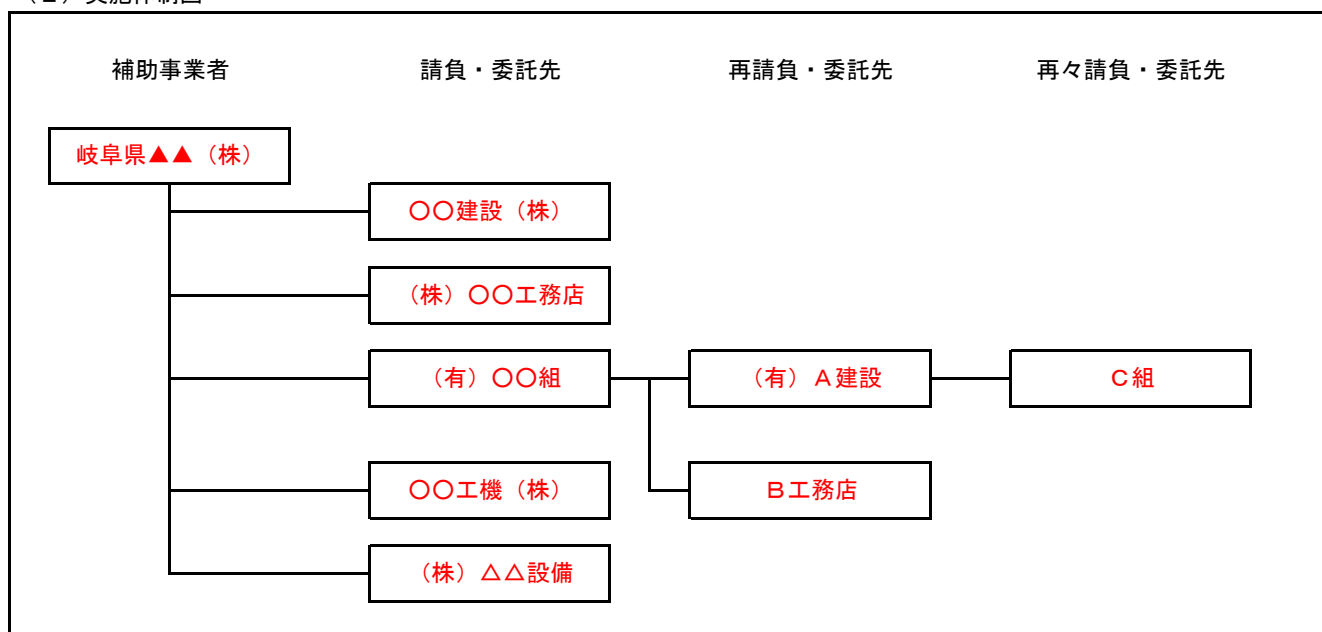 補助事業者 請負・委託先 再請負・委託先 再々請負・委託先
岐阜県▲▲（株）
〇〇建設（株）
（株）〇〇工務店
（有）〇〇組 （有）Ａ建設 Ｃ組
〇〇工機（株） Ｂ工務店
（株）△△設備